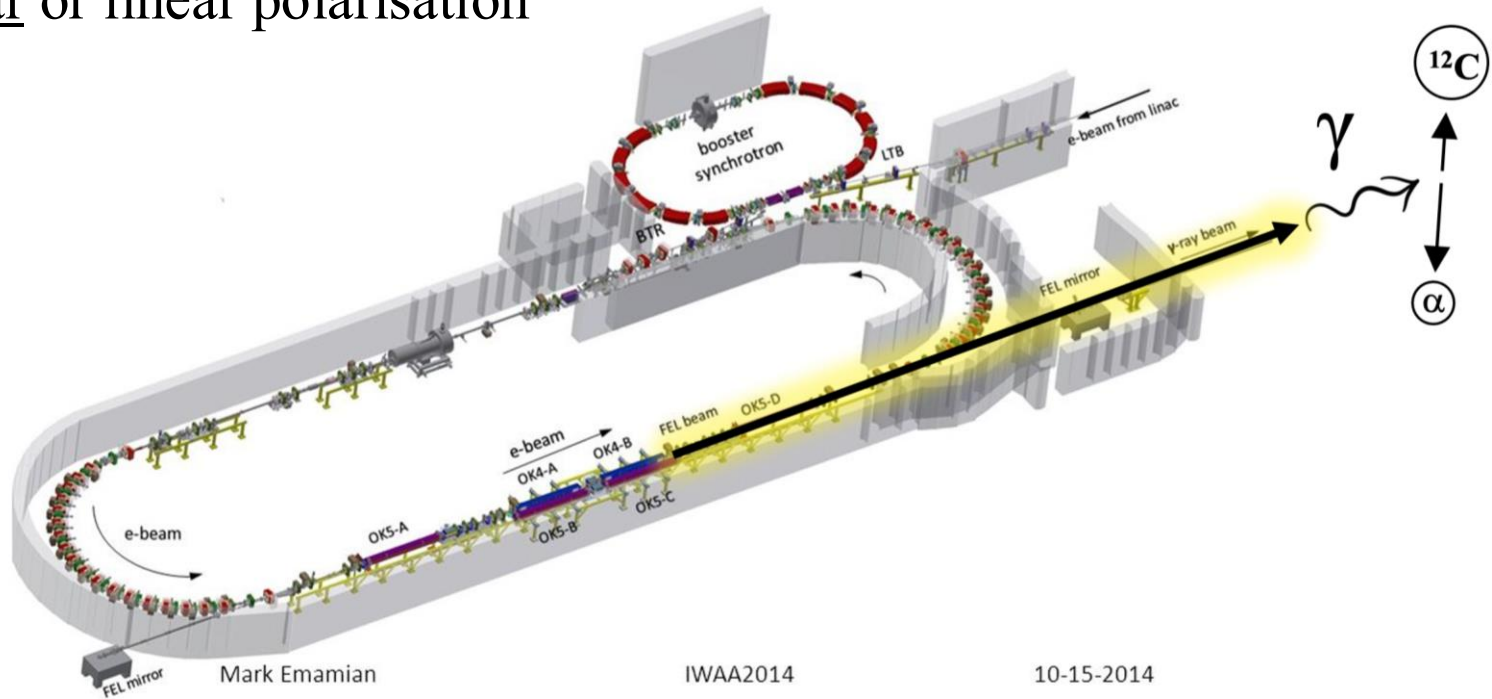 or linear polarisation
¹²C
γ
α
e-beam from linac
booster
synchrotron
LTB
BTR
γ-ray beam
FEL mirror
FEL beam
OK5-D
e-beam
OK4-B
OK4-A
OK5-C
OK5-B
OK5-A
e-beam
FEL mirror
Mark Emamian
IWAA2014
10-15-2014